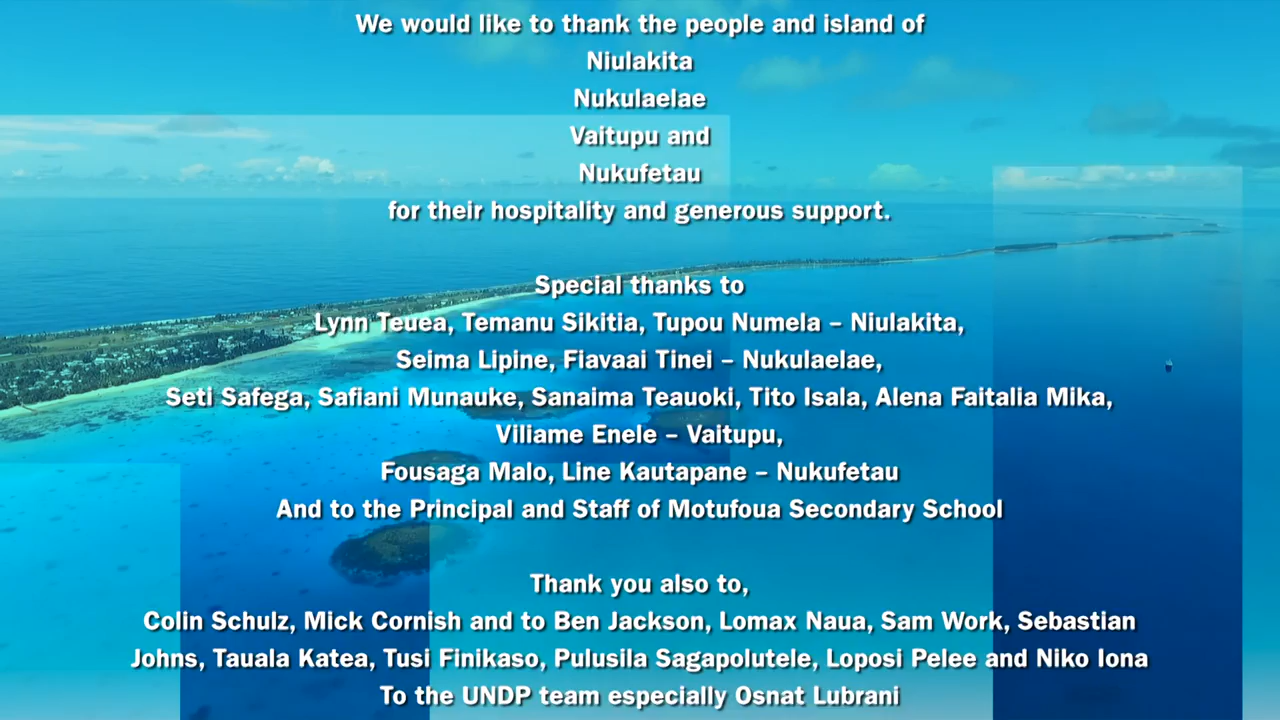 We would like to thank the people and island of
Niulakita
Nukulaelae
Vaitupu and
Nukufetau
for their hospitality and generous support.
Special thanks to
Lynn Teuea, Temanu Sikitia, Tupou Numela – Niulakita,
Seima Lipine, Fiavaai Tinei – Nukulaelae,
Seti Safega, Safiani Munauke, Sanaima Teauoki, Tito Isala, Alena Faitalia Mika,
Viliame Enele – Vaitupu,
Fousaga Malo, Line Kautapane – Nukufetau
And to the Principal and Staff of Motufoua Secondary School
Thank you also to,
Colin Schulz, Mick Cornish and to Ben Jackson, Lomax Naua, Sam Work, Sebastian
Johns, Tauala Katea, Tusi Finikaso, Pulusila Sagapolutele, Loposi Pelee and Niko Iona
To the UNDP team especially Osnat Lubrani